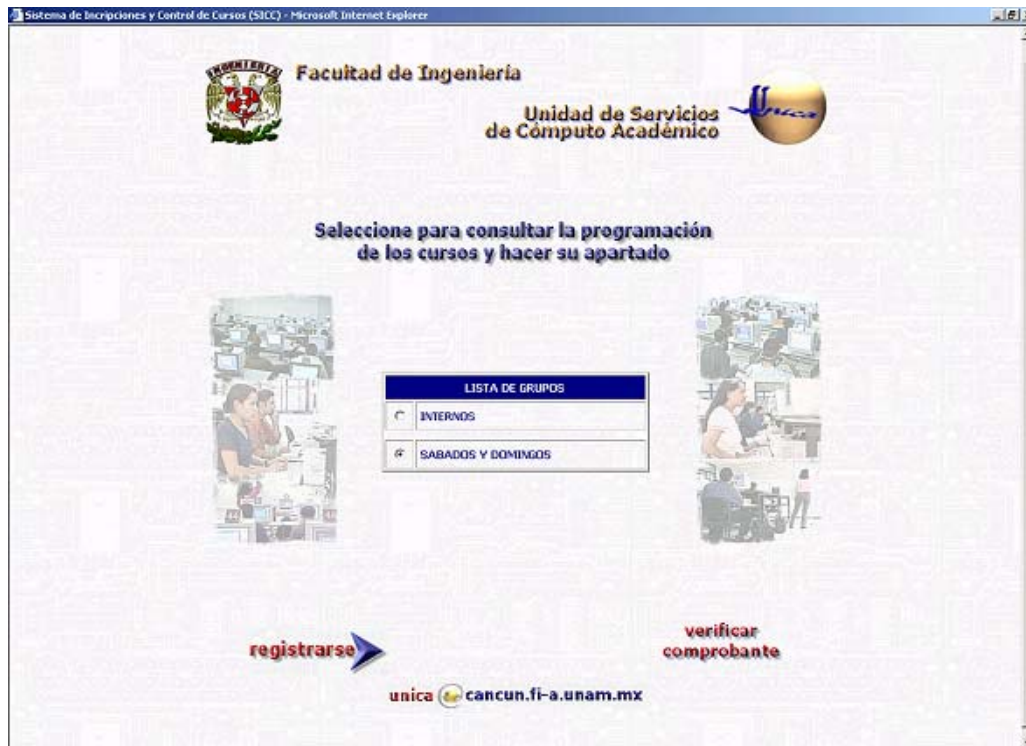 Sistema de Incripciones y Control de Cursos (SICC) - Microsoft Internet Explorer
INGENIERIA
Facultad de Ingeniería
Unidad de Servicios
de Cómputo Académico
Unica
Seleccione para consultar la programación
de los cursos y hacer su apartado
LISTA DE GRUPOS
INTERNOS
SABADOS Y DOMINGOS
registrarse
verificar
comprobante
unica@cancun.fi-a.unam.mx